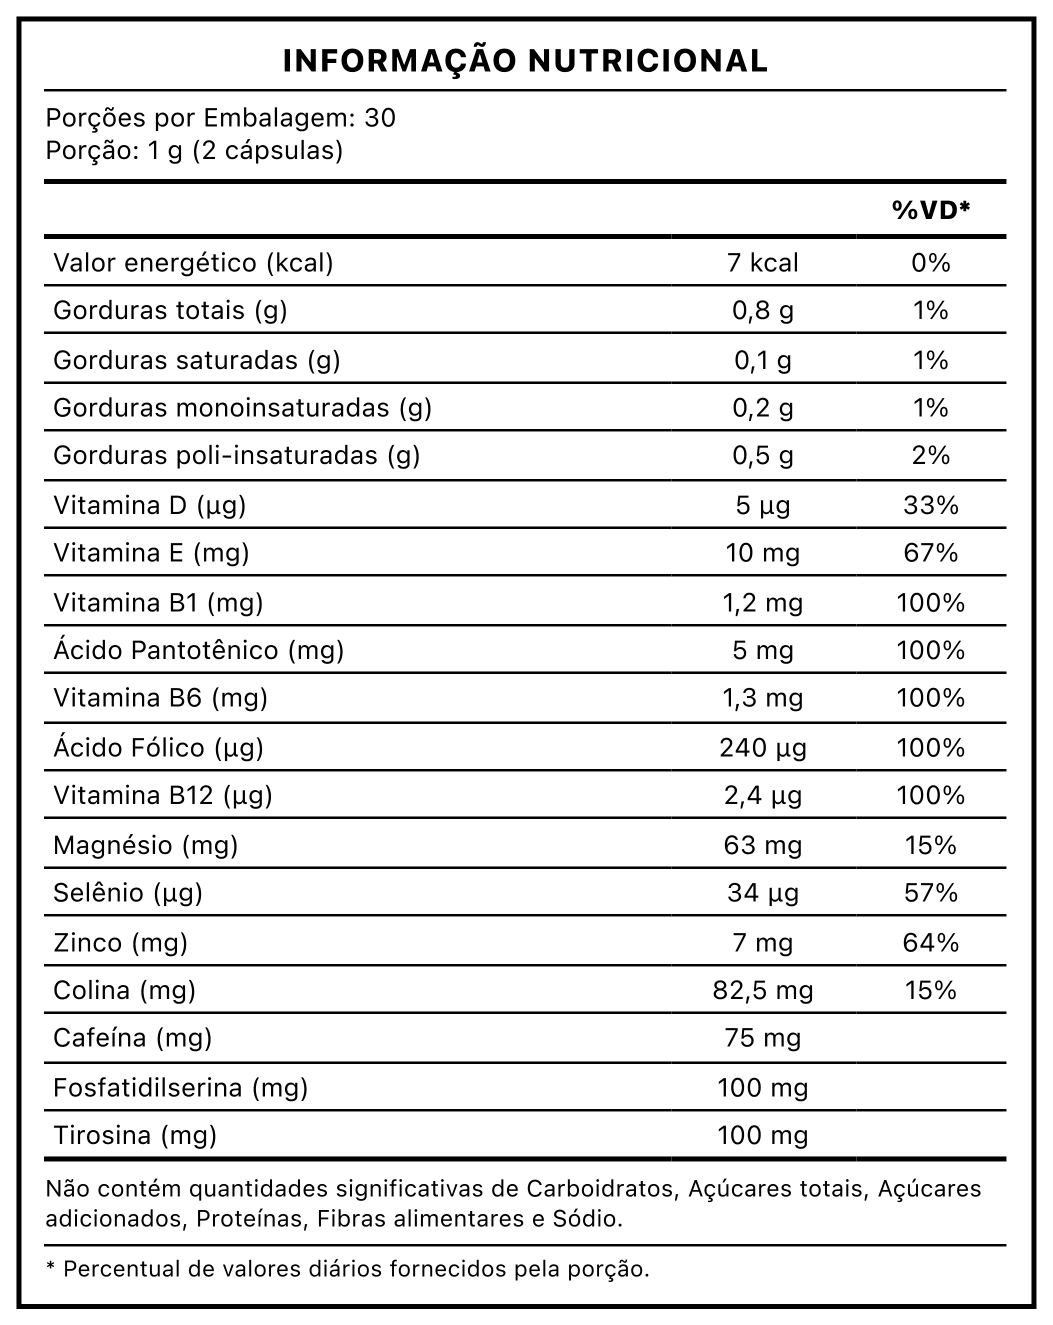 INFORMAÇÃO NUTRICIONAL
Porções por Embalagem: 30
Porção: 1 g (2 cápsulas)
%VD*
Valor energético (kcal) 7 kcal 0%
Gorduras totais (g) 0,8 g 1%
Gorduras saturadas (g) 0,1 g 1%
Gorduras monoinsaturadas (g) 0,2 g 1%
Gorduras poli-insaturadas (g) 0,5 g 2%
Vitamina D (µg) 5 µg 33%
Vitamina E (mg) 10 mg 67%
Vitamina B1 (mg) 1,2 mg 100%
Ácido Pantotênico (mg) 5 mg 100%
Vitamina B6 (mg) 1,3 mg 100%
Ácido Fólico (µg) 240 µg 100%
Vitamina B12 (µg) 2,4 µg 100%
Magnésio (mg) 63 mg 15%
Selênio (µg) 34 µg 57%
Zinco (mg) 7 mg 64%
Colina (mg) 82,5 mg 15%
Cafeína (mg) 75 mg
Fosfatidilserina (mg) 100 mg
Tirosina (mg) 100 mg
Não contém quantidades significativas de Carboidratos, Açúcares totais, Açúcares
adicionados, Proteínas, Fibras alimentares e Sódio.
* Percentual de valores diários fornecidos pela porção.